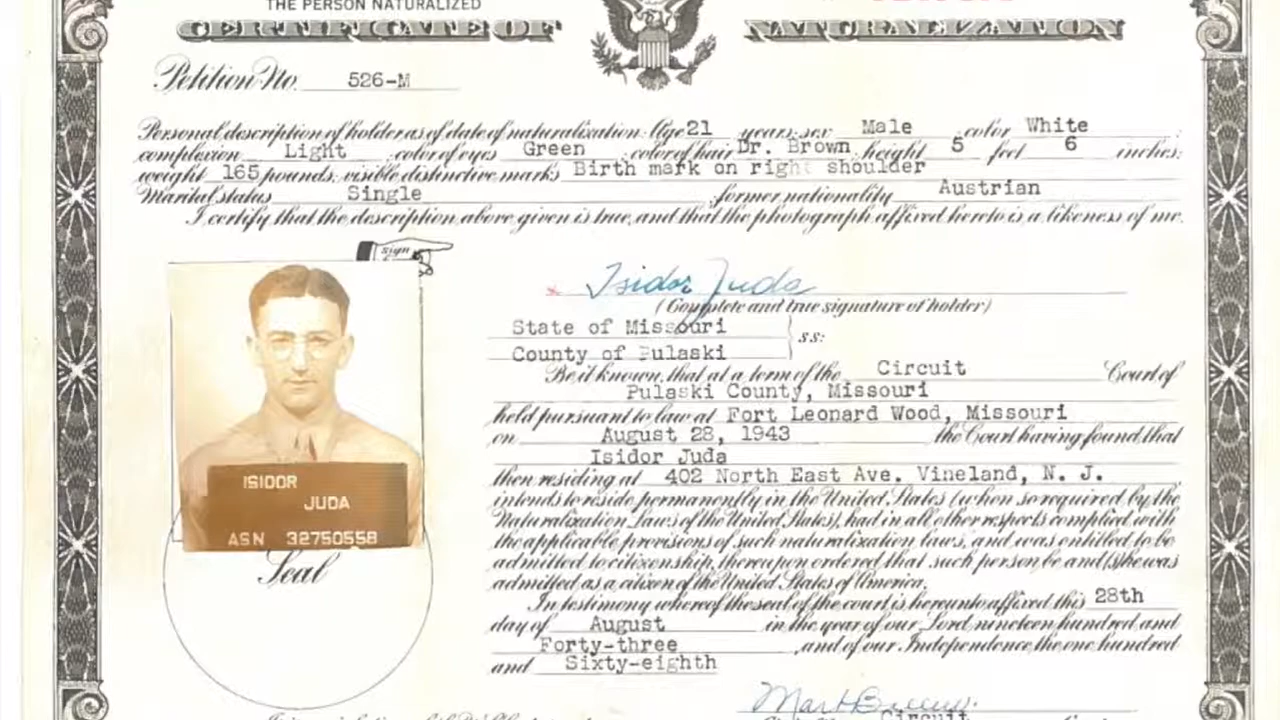 THE PERSON NATURALIZED
CERTIFICATE OF NATURALIZATION
Petition No. 526-M
Personal description of holder as of date of naturalization: Age 21 years; sex Male color White
complexion Light color of eyes Green color of hair Dr. Brown height 5 feet 6 inches;
weight 165 pounds; visible distinctive marks Birth mark on right shoulder
Marital status Single former nationality Austrian
I certify that the description above given is true, and that the photograph affixed hereto is a likeness of me.
sign
Isidor Juda
(Complete and true signature of holder)
State of Missouri
County of Pulaski ss:
Be it known, that at a term of the Circuit Court of
Pulaski County, Missouri
held pursuant to law at Fort Leonard Wood, Missouri
on August 28, 1943 the Court having found that
Isidor Juda
then residing at 402 North East Ave. Vineland, N. J.
intends to reside permanently in the United States (when so required by the
Naturalization Laws of the United States), had in all other respects complied with
the applicable provisions of such naturalization laws, and was entitled to be
admitted to citizenship, thereupon ordered that such person be and (s)he was
admitted as a citizen of the United States of America.
In testimony whereof the seal of the court is hereunto affixed this 28th
day of August in the year of our Lord nineteen hundred and
Forty-three and of our Independence the one hundred
and Sixty-eighth
ISIDOR
JUDA
ASN 32750558
Seal
Circuit